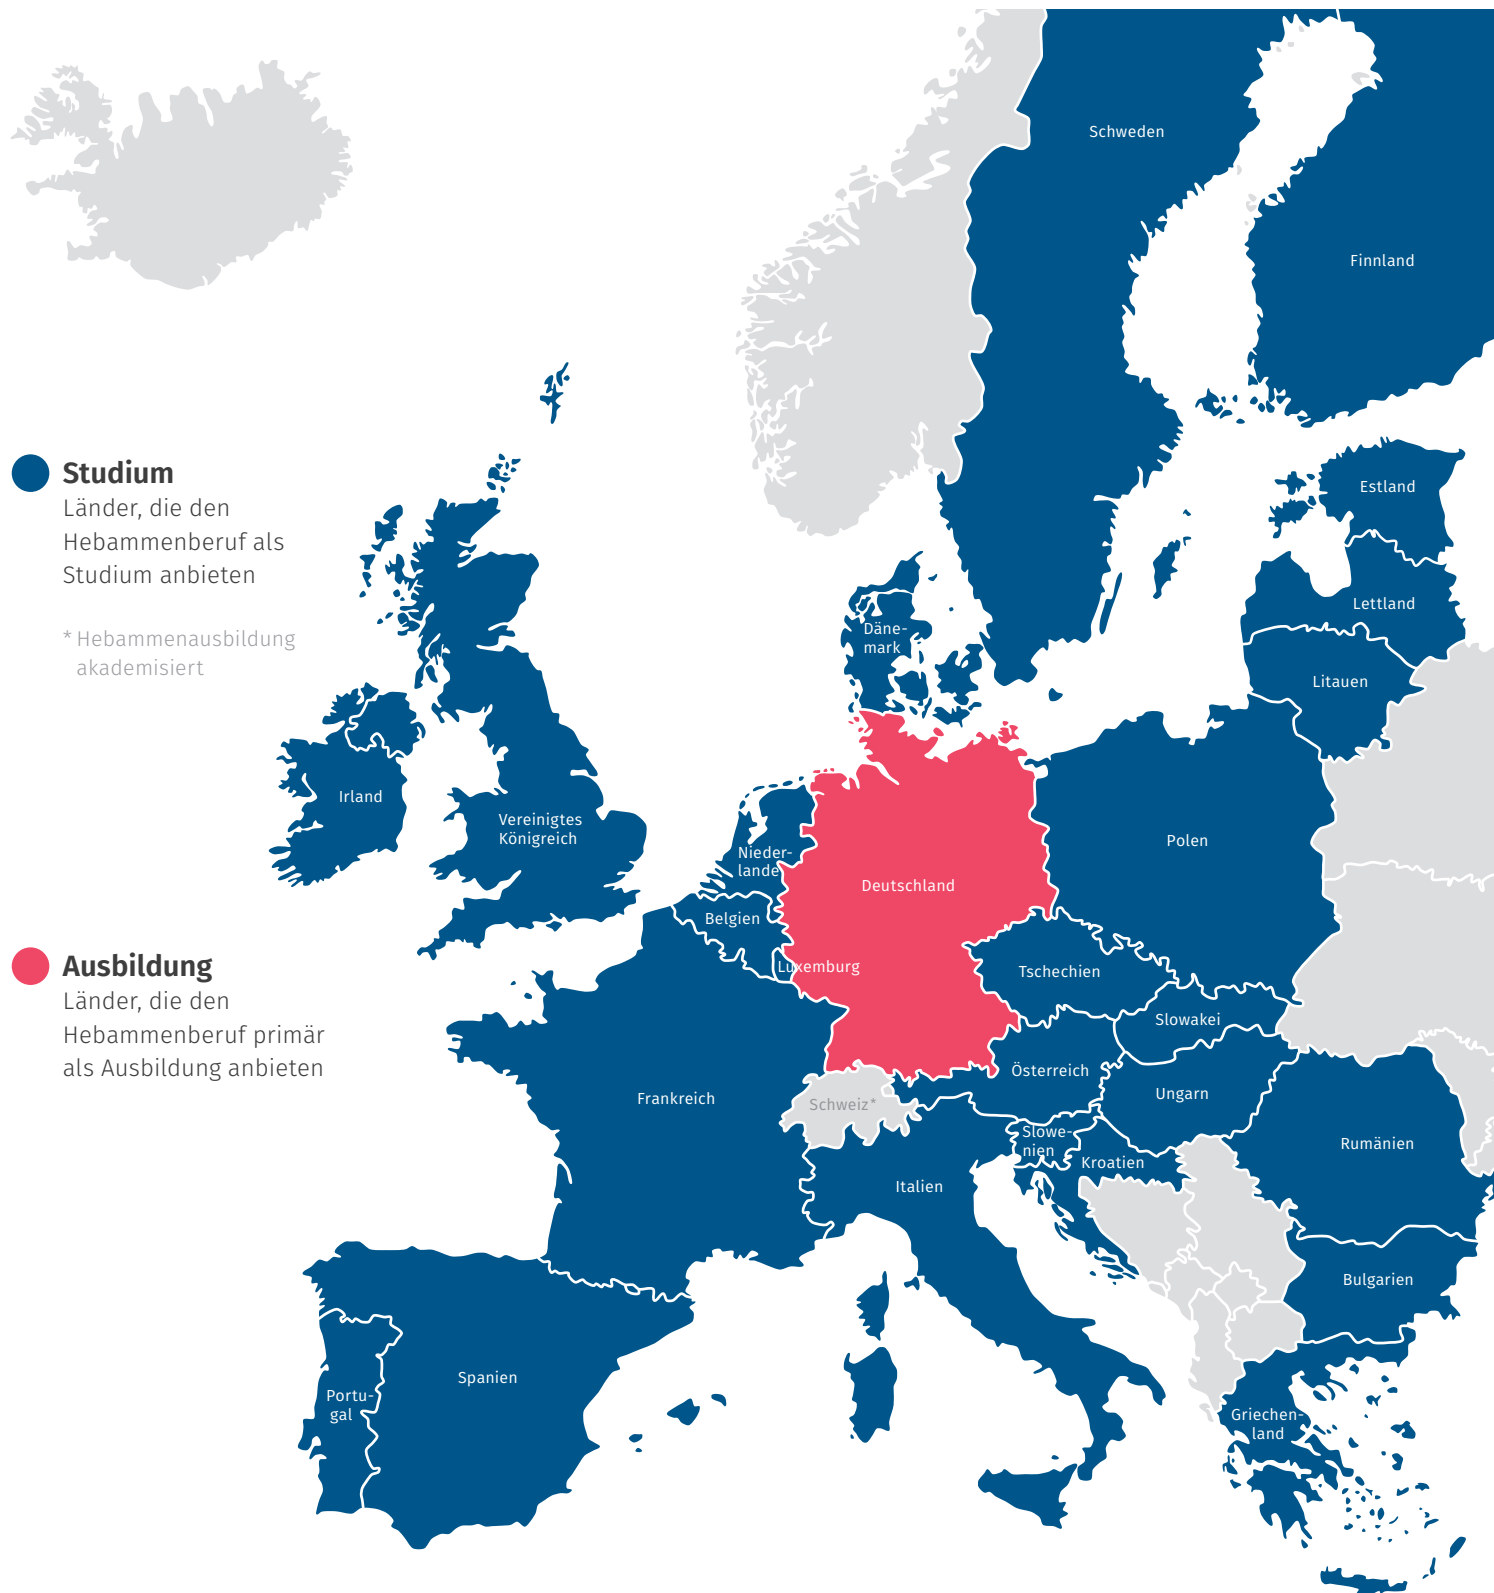 Schweden
Finnland
Studium
Länder, die den
Hebammenberuf als
Studium anbieten
* Hebammenausbildung
akademisiert
Estland
Lettland
Däne-
mark
Litauen
Irland
Vereinigtes
Königreich
Nieder-
lande
Polen
Deutschland
Belgien
Luxemburg
Ausbildung
Länder, die den
Hebammenberuf primär
als Ausbildung anbieten
Tschechien
Slowakei
Österreich
Ungarn
Frankreich
Schweiz*
Slowe-
nien
Kroatien
Rumänien
Italien
Bulgarien
Spanien
Portu-
gal
Griechen-
land